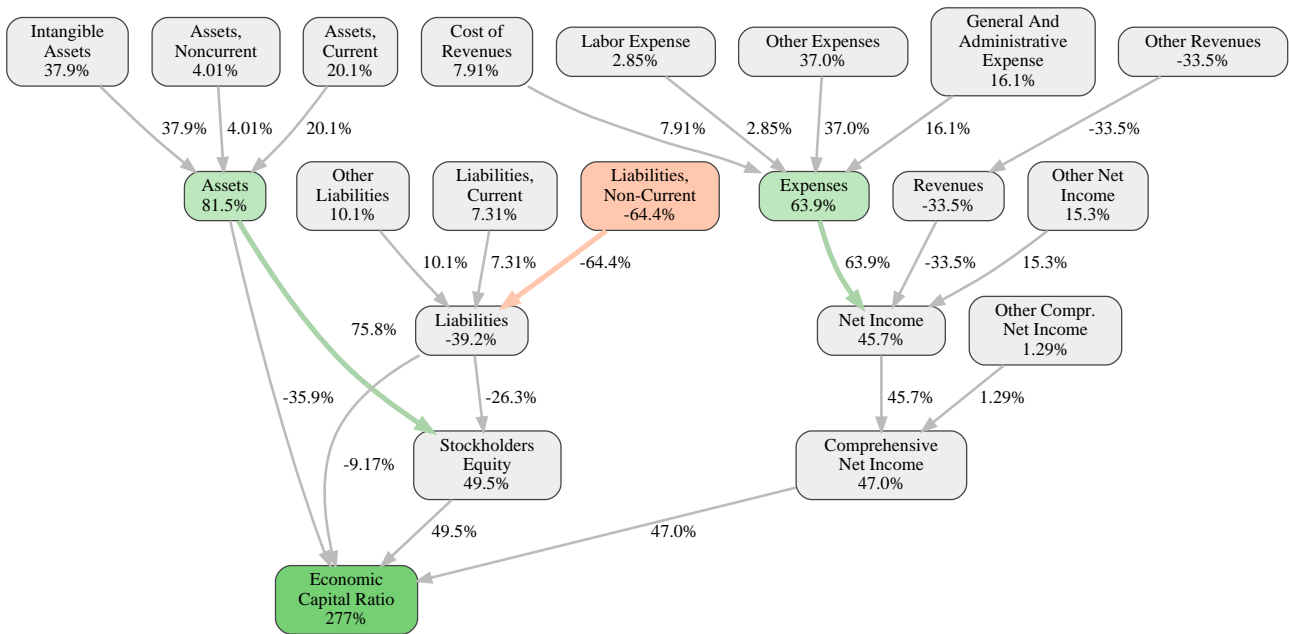 Intangible
Assets
37.9%
Assets,
Noncurrent
4.01%
Assets,
Current
20.1%
Cost of
Revenues
7.91%
Labor Expense
2.85%
Other Expenses
37.0%
General And
Administrative
Expense
16.1%
Other Revenues
-33.5%
37.9%
4.01%
20.1%
7.91%
2.85%
37.0%
16.1%
-33.5%
Assets
81.5%
Other
Liabilities
10.1%
Liabilities,
Current
7.31%
Liabilities,
Non-Current
-64.4%
Expenses
63.9%
Revenues
-33.5%
Other Net
Income
15.3%
10.1%
7.31%
-64.4%
63.9%
-33.5%
15.3%
75.8%
Liabilities
-39.2%
Net Income
45.7%
Other Compr.
Net Income
1.29%
-35.9%
-26.3%
45.7%
1.29%
-9.17%
Stockholders
Equity
49.5%
Comprehensive
Net Income
47.0%
49.5%
47.0%
Economic
Capital Ratio
277%